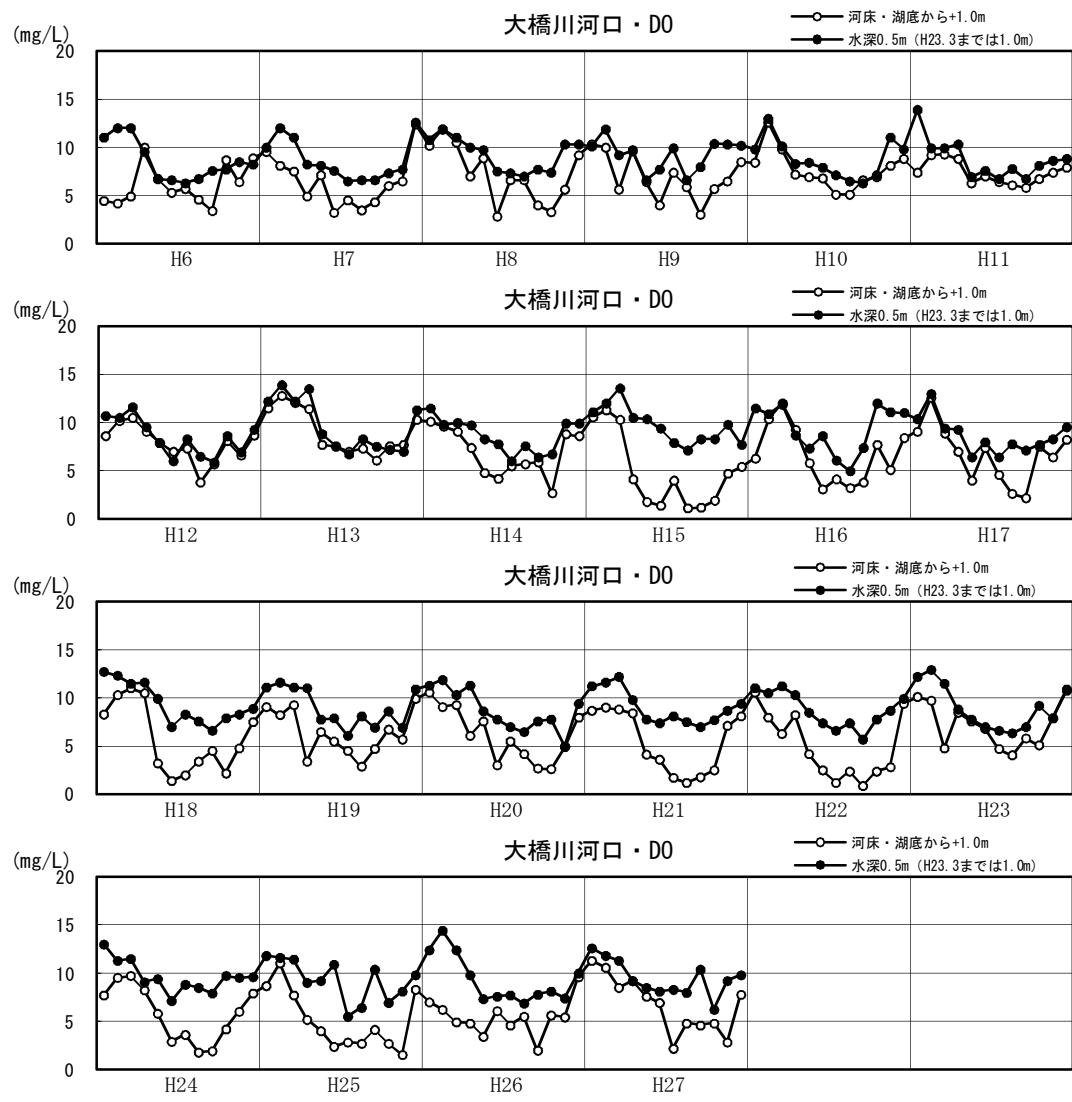 大橋川河口・DO
(mg/L)
河床・湖底から+1.0m
水深0.5m（H23.3までは1.0m）
20
15
10
5
0
H6 H7 H8 H9 H10 H11
大橋川河口・DO
(mg/L)
河床・湖底から+1.0m
水深0.5m（H23.3までは1.0m）
20
15
10
5
0
H12 H13 H14 H15 H16 H17
大橋川河口・DO
(mg/L)
河床・湖底から+1.0m
水深0.5m（H23.3までは1.0m）
20
15
10
5
0
H18 H19 H20 H21 H22 H23
大橋川河口・DO
(mg/L)
河床・湖底から+1.0m
水深0.5m（H23.3までは1.0m）
20
15
10
5
0
H24 H25 H26 H27